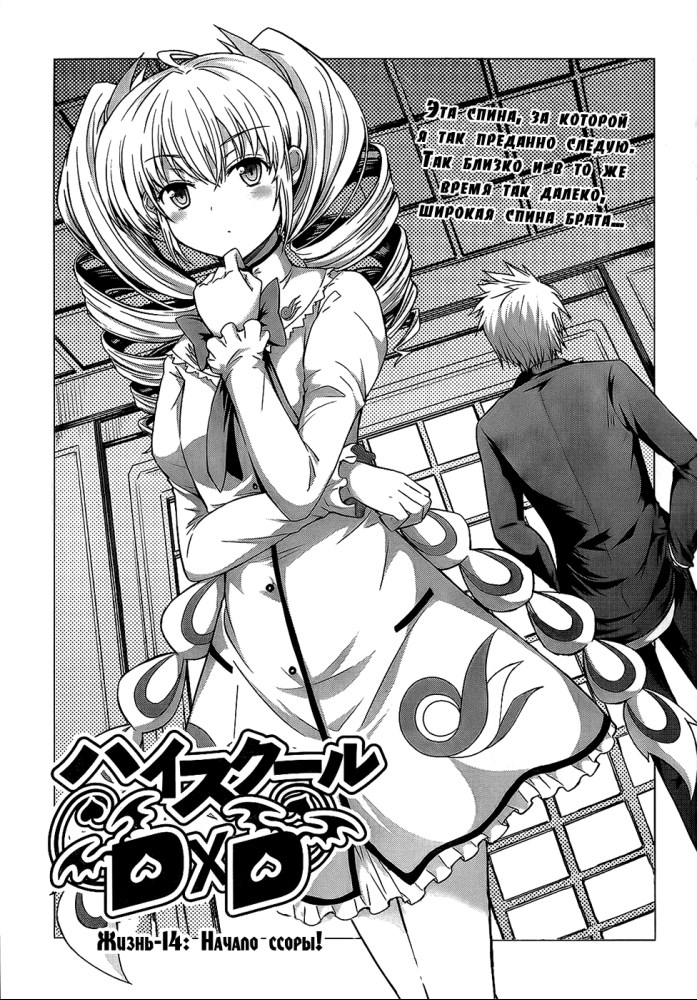 Эта спина, за которой
я так преданно следую.
Так близко и в то же
время так далеко,
широкая спина брата...
ハイスクール
D×D
Жизнь-14: Начало ссоры!